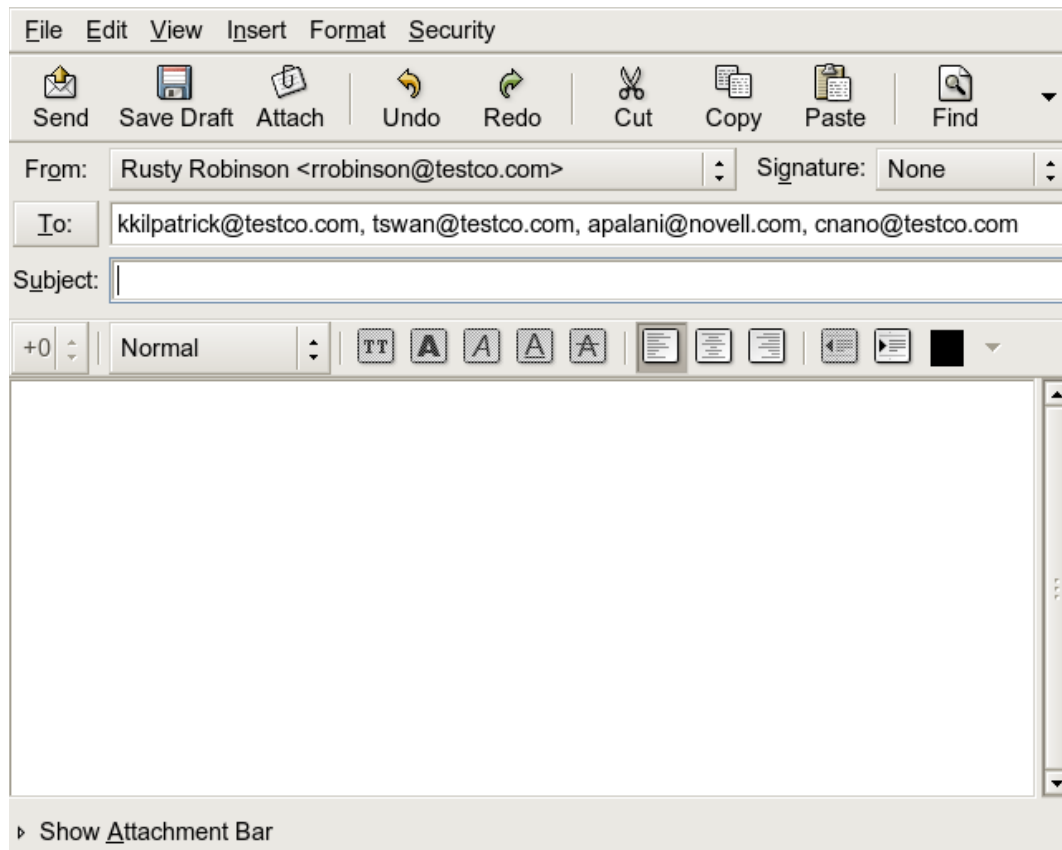 File Edit View Insert Format Security
Send Save Draft Attach Undo Redo Cut Copy Paste Find
From: Rusty Robinson <rrobinson@testco.com> Signature: None
To: kkilpatrick@testco.com, tswan@testco.com, apalani@novell.com, cnano@testco.com
Subject:
+0 Normal TT A A A A
Show Attachment Bar